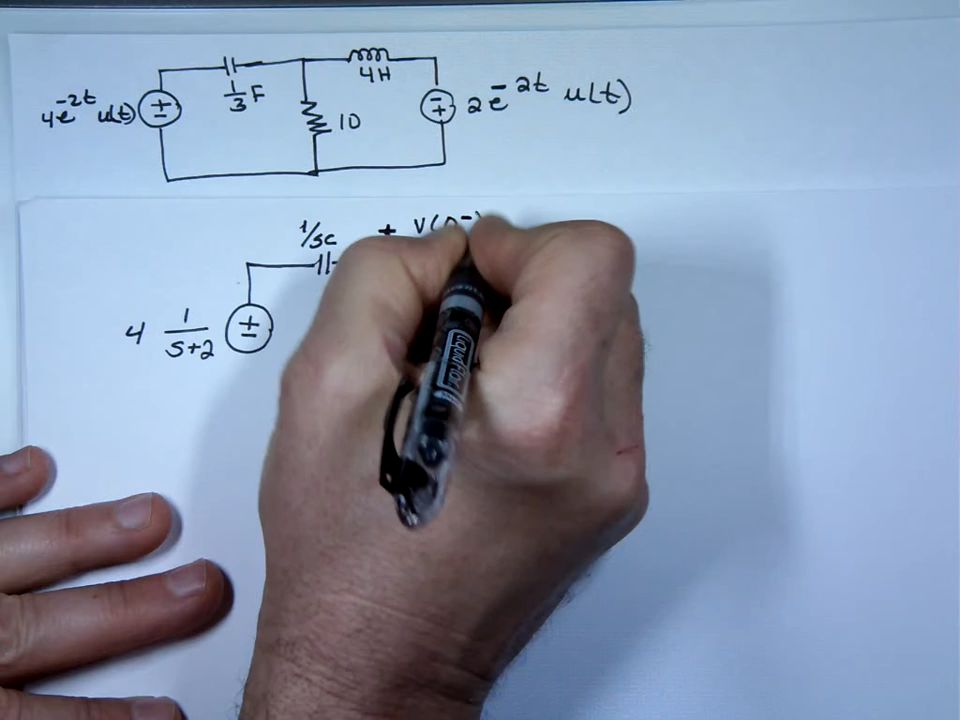 4e^-2t u(t) 1/3 F 4H 10 2e^-2t u(t)
1/sc + v(0-)
4 1/s+2